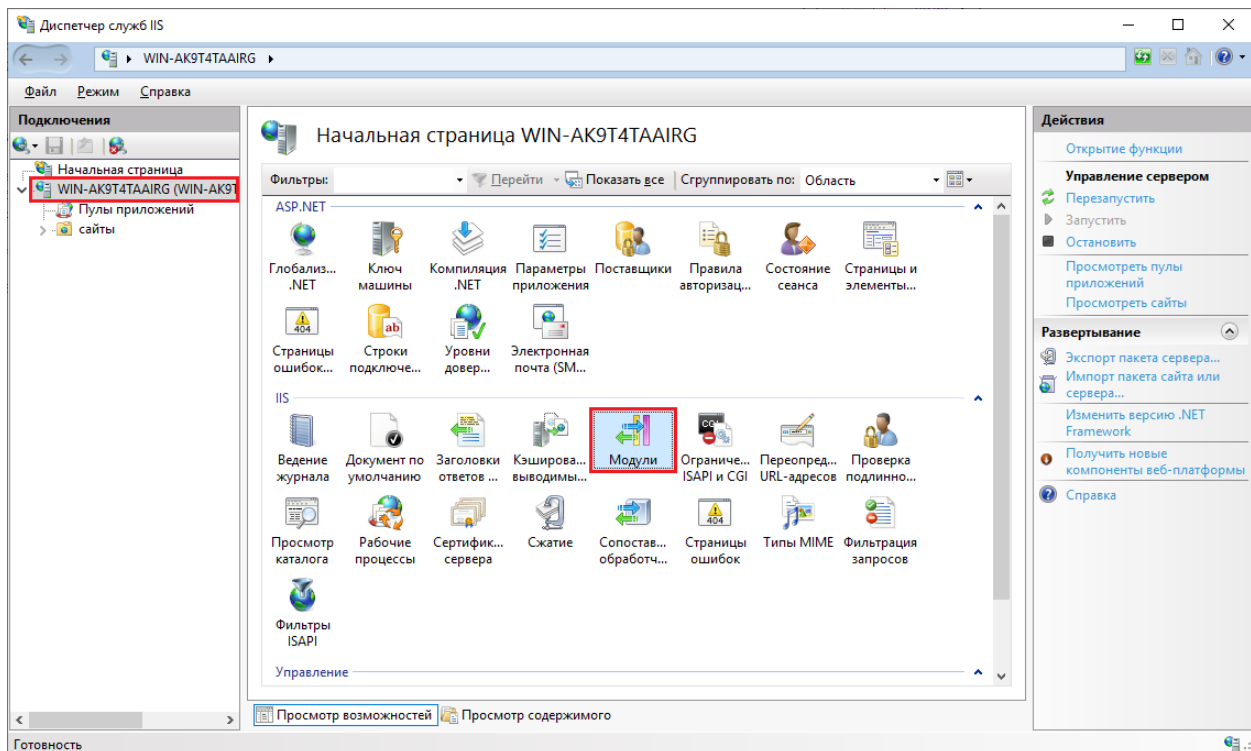 Диспетчер служб IIS
WIN-AK9T4TAAIRG
Файл Режим Справка
Подключения
Начальная страница
WIN-AK9T4TAAIRG (WIN-AK9T
Пулы приложений
сайты
Начальная страница WIN-AK9T4TAAIRG
Фильтры: Перейти Показать все Сгруппировать по: Область
ASP.NET
Глобализ... Ключ Компиляция Параметры Поставщики Правила Состояние Страницы и
.NET машины .NET приложения авторизац... сеанса элементы...
404 ab
Страницы Строки Уровни Электронная
ошибок... подключе... довер... почта (SM...
IIS
Ведение Документ по Заголовки Кэширова... Модули Ограниче... Переопред... Проверка
журнала умолчанию ответов ... выводимы... ISAPI и CGI URL-адресов подлинно...
404
Просмотр Рабочие Сертифик... Сжатие Сопостав... Страницы Типы MIME Фильтрация
каталога процессы сервера обработч... ошибок запросов
Фильтры
ISAPI
Управление
Просмотр возможностей Просмотр содержимого
Действия
Открытие функции
Управление сервером
Перезапустить
Запустить
Остановить
Просмотреть пулы
приложений
Просмотреть сайты
Развертывание
Экспорт пакета сервера...
Импорт пакета сайта или
сервера...
Изменить версию .NET
Framework
Получить новые
компоненты веб-платформы
Справка
Готовность